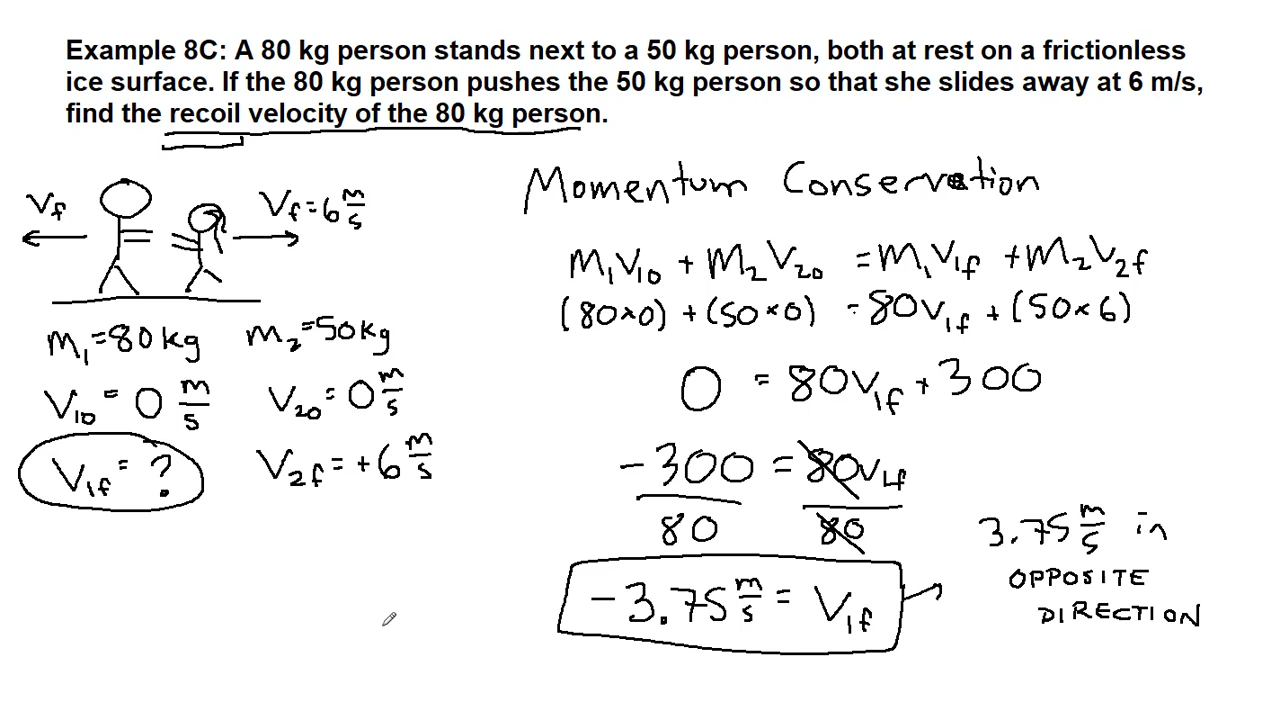 Example 8C: A 80 kg person stands next to a 50 kg person, both at rest on a frictionless
ice surface. If the 80 kg person pushes the 50 kg person so that she slides away at 6 m/s,
find the recoil velocity of the 80 kg person.
Vf
Vf = 6 m/s
m₁ = 80 kg
m₂ = 50 kg
V₁₀ = 0 m/s
V₂₀ = 0 m/s
V₁f = ?
V₂f = +6 m/s
Momentum Conservation
m₁V₁₀ + m₂V₂₀ = m₁V₁f + m₂V₂f
(80×0) + (50×0) = 80V₁f + (50×6)
0 = 80V₁f + 300
-300/80 = 80V₁f/80
-3.75 m/s = V₁f
3.75 m/s in
OPPOSITE
DIRECTION